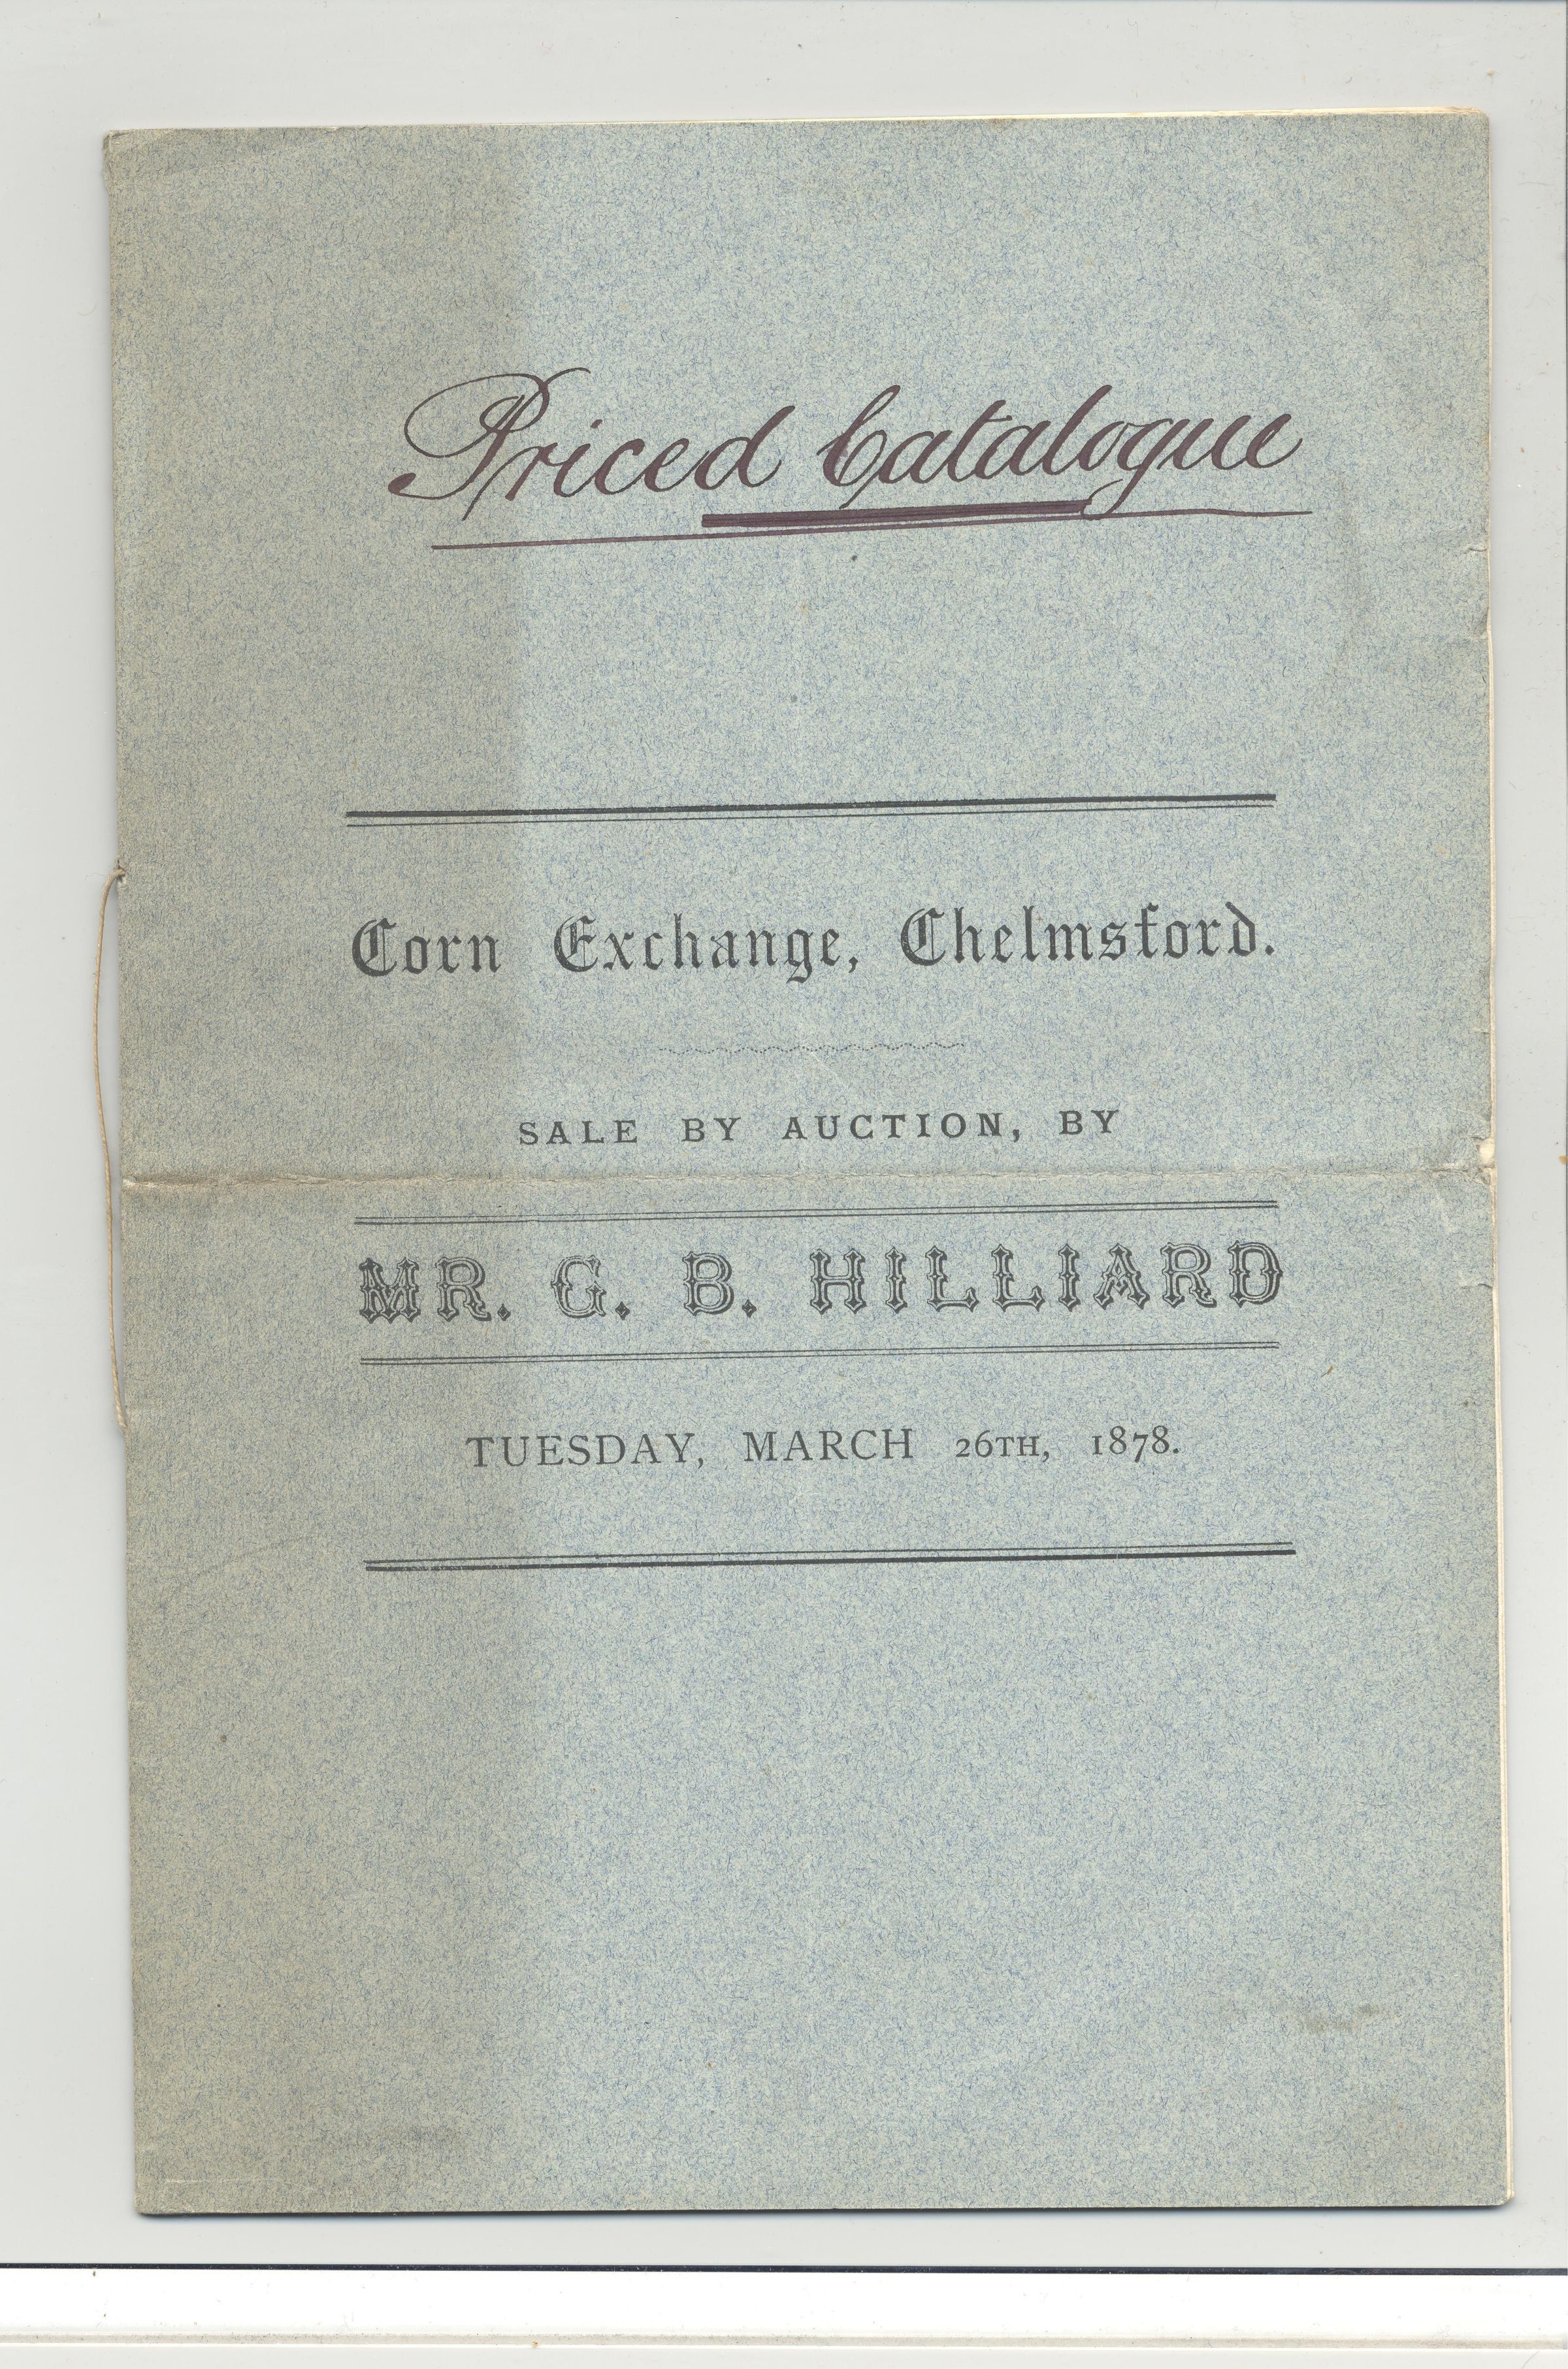 Priced Catalogue
Corn Exchange, Chelmsford.
SALE BY AUCTION, BY
MR. G. B. HILLIARD
TUESDAY, MARCH 26TH, 1878.